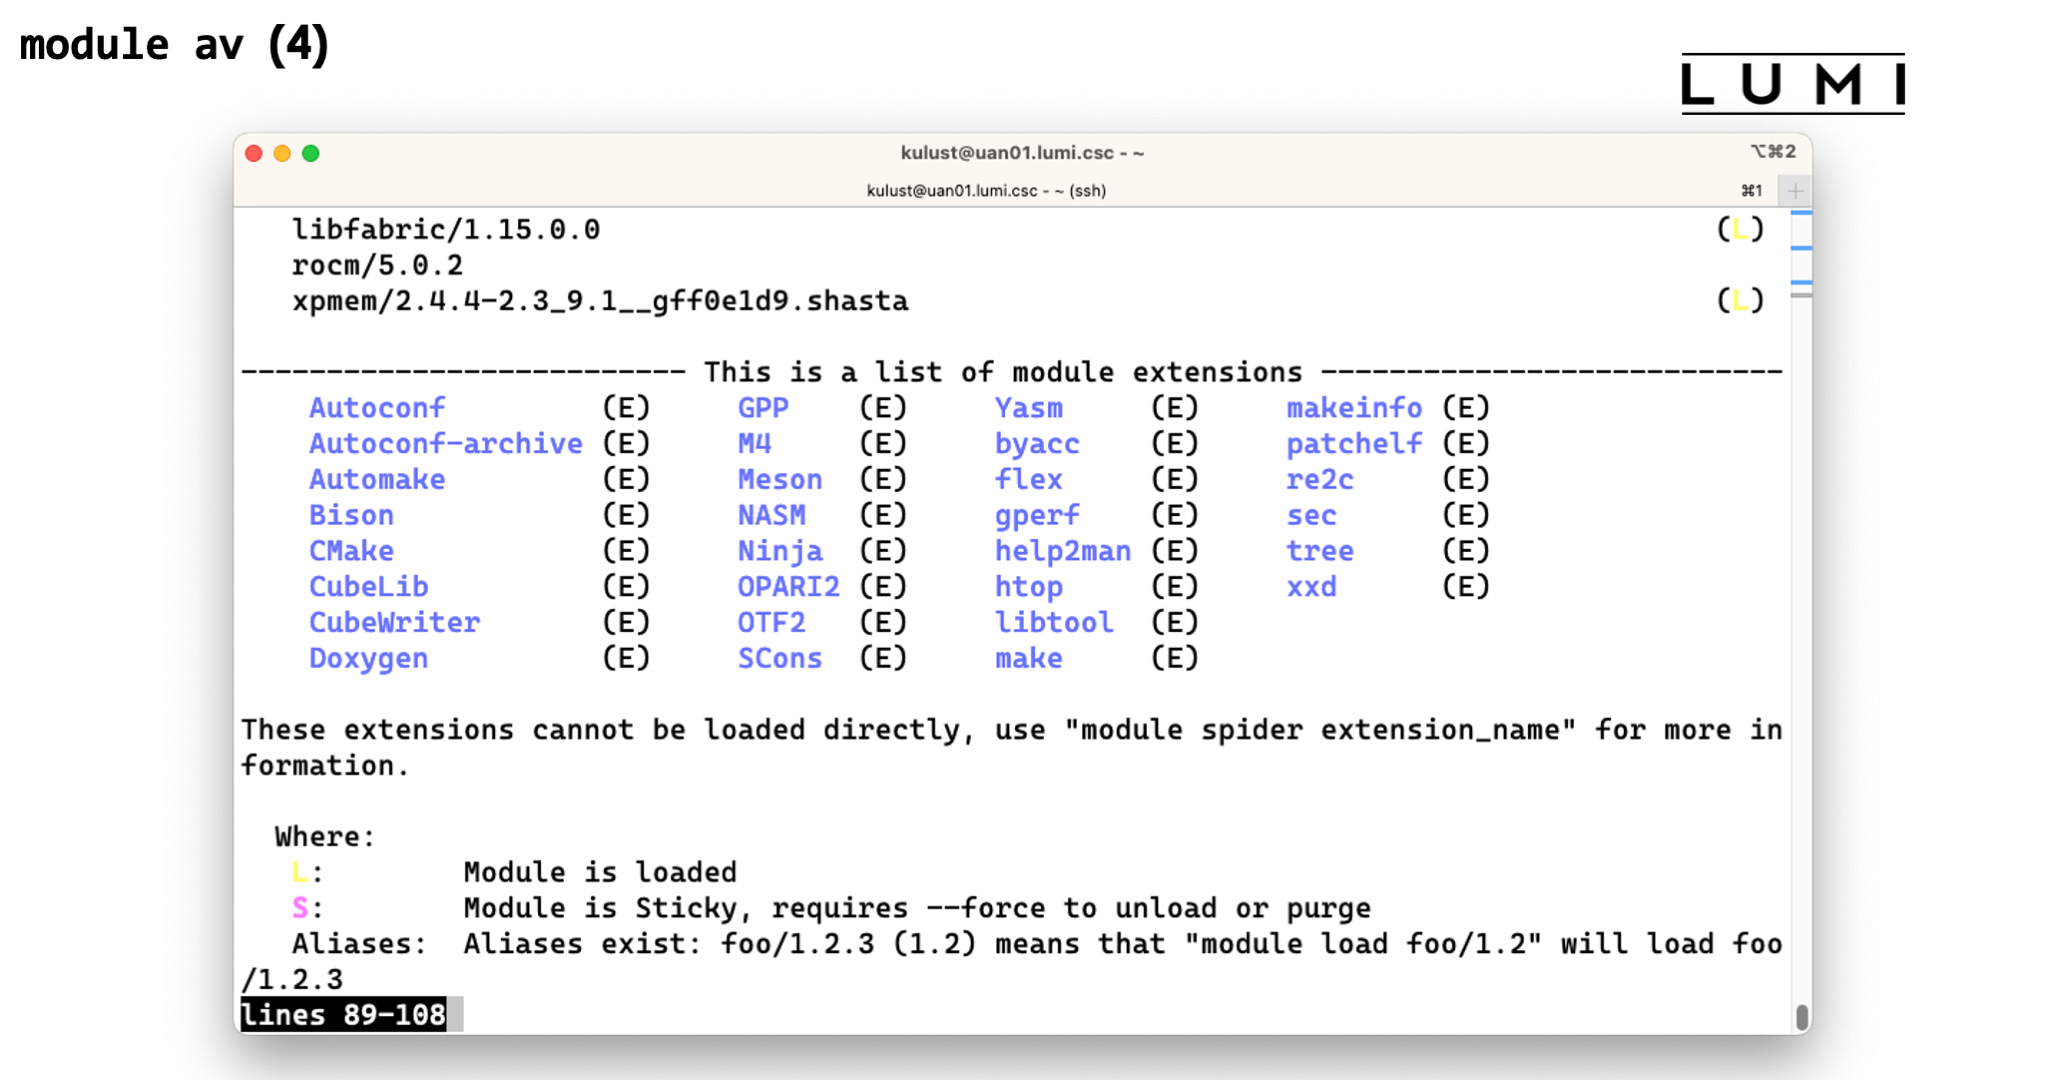 module av (4)
LUMI
kulust@uan01.lumi.csc - ~
⌥⌘2
kulust@uan01.lumi.csc - ~ (ssh)
⌘1
+
libfabric/1.15.0.0 (L)
rocm/5.0.2
xpmem/2.4.4-2.3_9.1__gff0e1d9.shasta (L)
-------------------------- This is a list of module extensions ---------------------------
Autoconf (E) GPP (E) Yasm (E) makeinfo (E)
Autoconf-archive (E) M4 (E) byacc (E) patchelf (E)
Automake (E) Meson (E) flex (E) re2c (E)
Bison (E) NASM (E) gperf (E) sec (E)
CMake (E) Ninja (E) help2man (E) tree (E)
CubeLib (E) OPARI2 (E) htop (E) xxd (E)
CubeWriter (E) OTF2 (E) libtool (E)
Doxygen (E) SCons (E) make (E)
These extensions cannot be loaded directly, use "module spider extension_name" for more in
formation.
Where:
L: Module is loaded
S: Module is Sticky, requires --force to unload or purge
Aliases: Aliases exist: foo/1.2.3 (1.2) means that "module load foo/1.2" will load foo
/1.2.3
lines 89-108